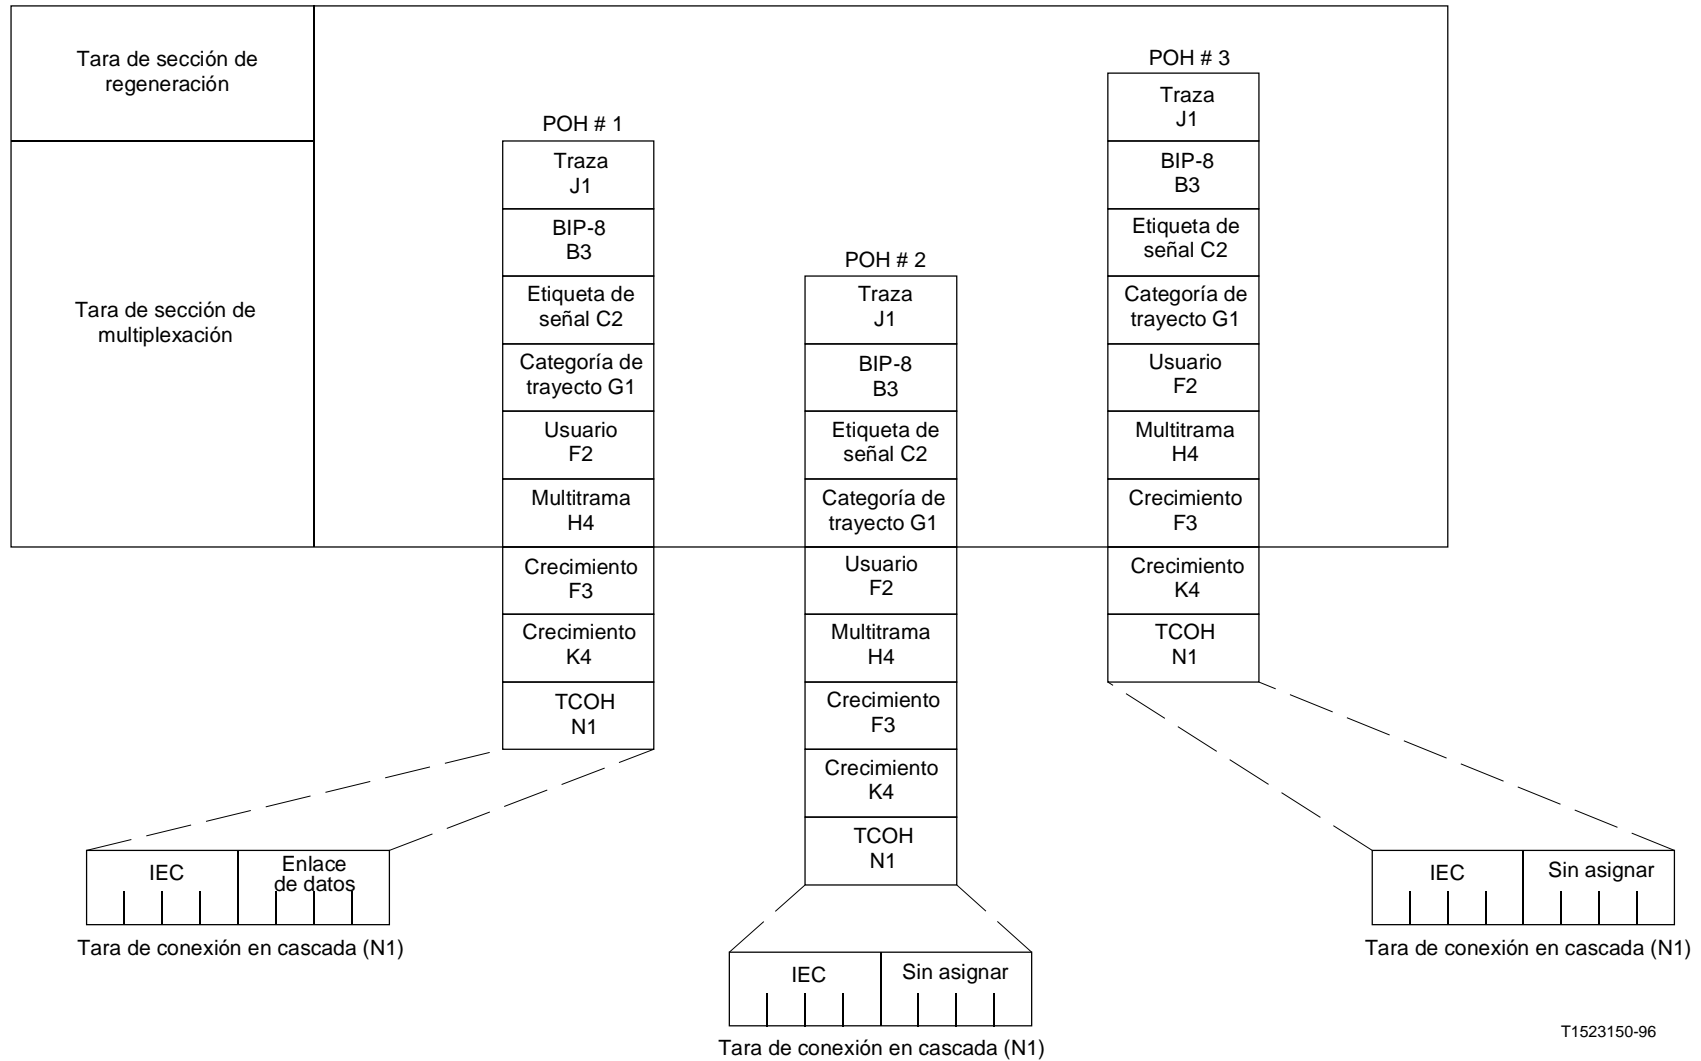 Tara de sección de
regeneración
Tara de sección de
multiplexación
POH # 1
Traza
J1
BIP-8
B3
Etiqueta de
señal C2
Categoría de
trayecto G1
Usuario
F2
Multitrama
H4
Crecimiento
F3
Crecimiento
K4
TCOH
N1
IEC
Enlace
de datos
Tara de conexión en cascada (N1)
POH # 2
Traza
J1
BIP-8
B3
Etiqueta de
señal C2
Categoría de
trayecto G1
Usuario
F2
Multitrama
H4
Crecimiento
F3
Crecimiento
K4
TCOH
N1
IEC
Sin asignar
Tara de conexión en cascada (N1)
POH # 3
Traza
J1
BIP-8
B3
Etiqueta de
señal C2
Categoría de
trayecto G1
Usuario
F2
Multitrama
H4
Crecimiento
F3
Crecimiento
K4
TCOH
N1
IEC
Sin asignar
Tara de conexión en cascada (N1)
T1523150-96